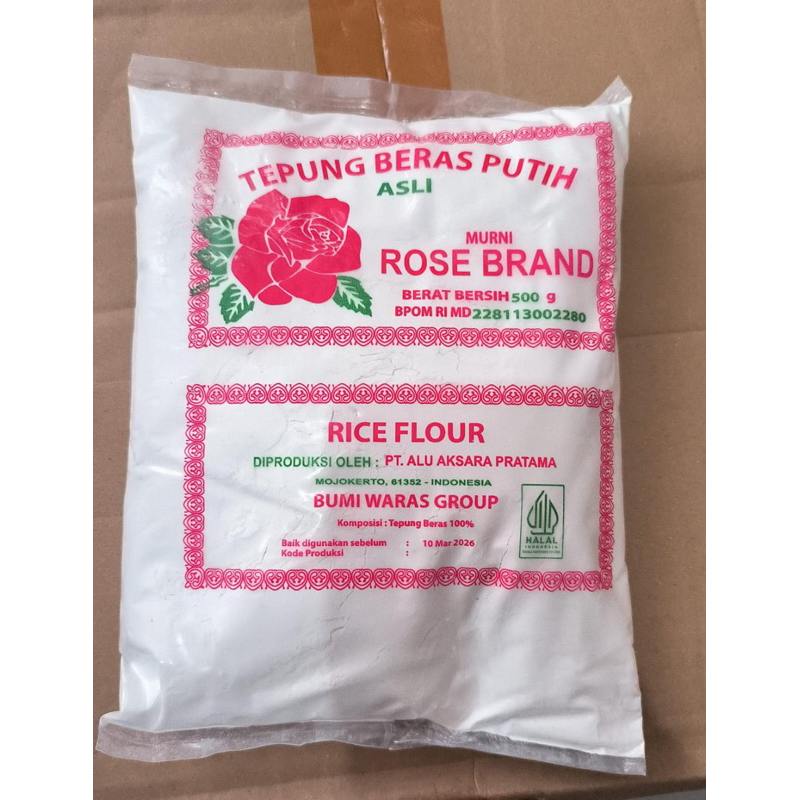 TEPUNG BERAS PUTIH
ASLI
MURNI
ROSE BRAND
BERAT BERSIH 500 g
BPOM RI MD 228113002280
RICE FLOUR
DIPRODUKSI OLEH : PT. ALU AKSARA PRATAMA
MOJOKERTO, 61352 - INDONESIA
BUMI WARAS GROUP
Komposisi : Tepung Beras 100%
Baik digunakan sebelum : 10 Mar 2026
Kode Produksi :
HALAL
INDONESIA